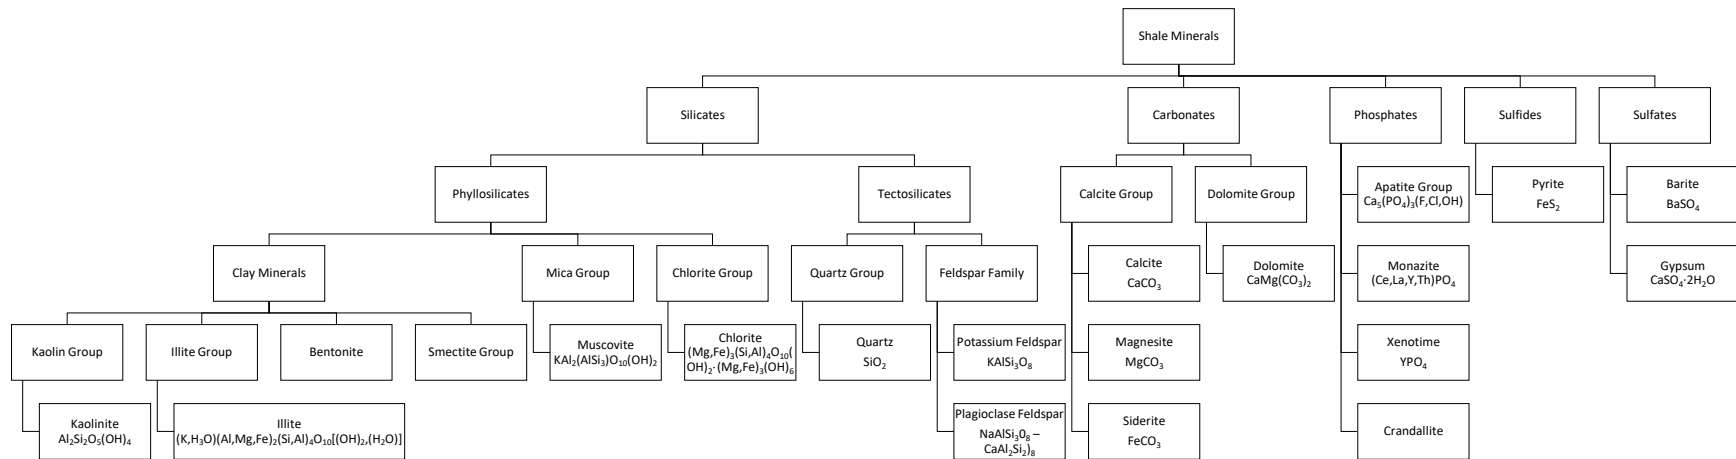 Shale Minerals
Silicates
Carbonates
Phosphates
Sulfides
Sulfates
Phyllosilicates
Tectosilicates
Calcite Group
Dolomite Group
Apatite Group
Ca₅(PO₄)₃(F,Cl,OH)
Pyrite
FeS₂
Barite
BaSO₄
Clay Minerals
Mica Group
Chlorite Group
Quartz Group
Feldspar Family
Calcite
CaCO₃
Dolomite
CaMg(CO₃)₂
Monazite
(Ce,La,Y,Th)PO₄
Gypsum
CaSO₄·2H₂O
Kaolin Group
Illite Group
Bentonite
Smectite Group
Muscovite
KAl₂(AlSi₃)O₁₀(OH)₂
Chlorite
(Mg,Fe)₃(Si,Al)₄O₁₀(
OH)₂·(Mg,Fe)₃(OH)₆
Quartz
SiO₂
Potassium Feldspar
KAlSi₃O₈
Magnesite
MgCO₃
Xenotime
YPO₄
Kaolinite
Al₂Si₂O₅(OH)₄
Illite
(K,H₃O)(Al,Mg,Fe)₂(Si,Al)₄O₁₀[(OH)₂,(H₂O)]
Plagioclase Feldspar
NaAlSi₃0₈ –
CaAl₂Si₂)₈
Siderite
FeCO₃
Crandallite